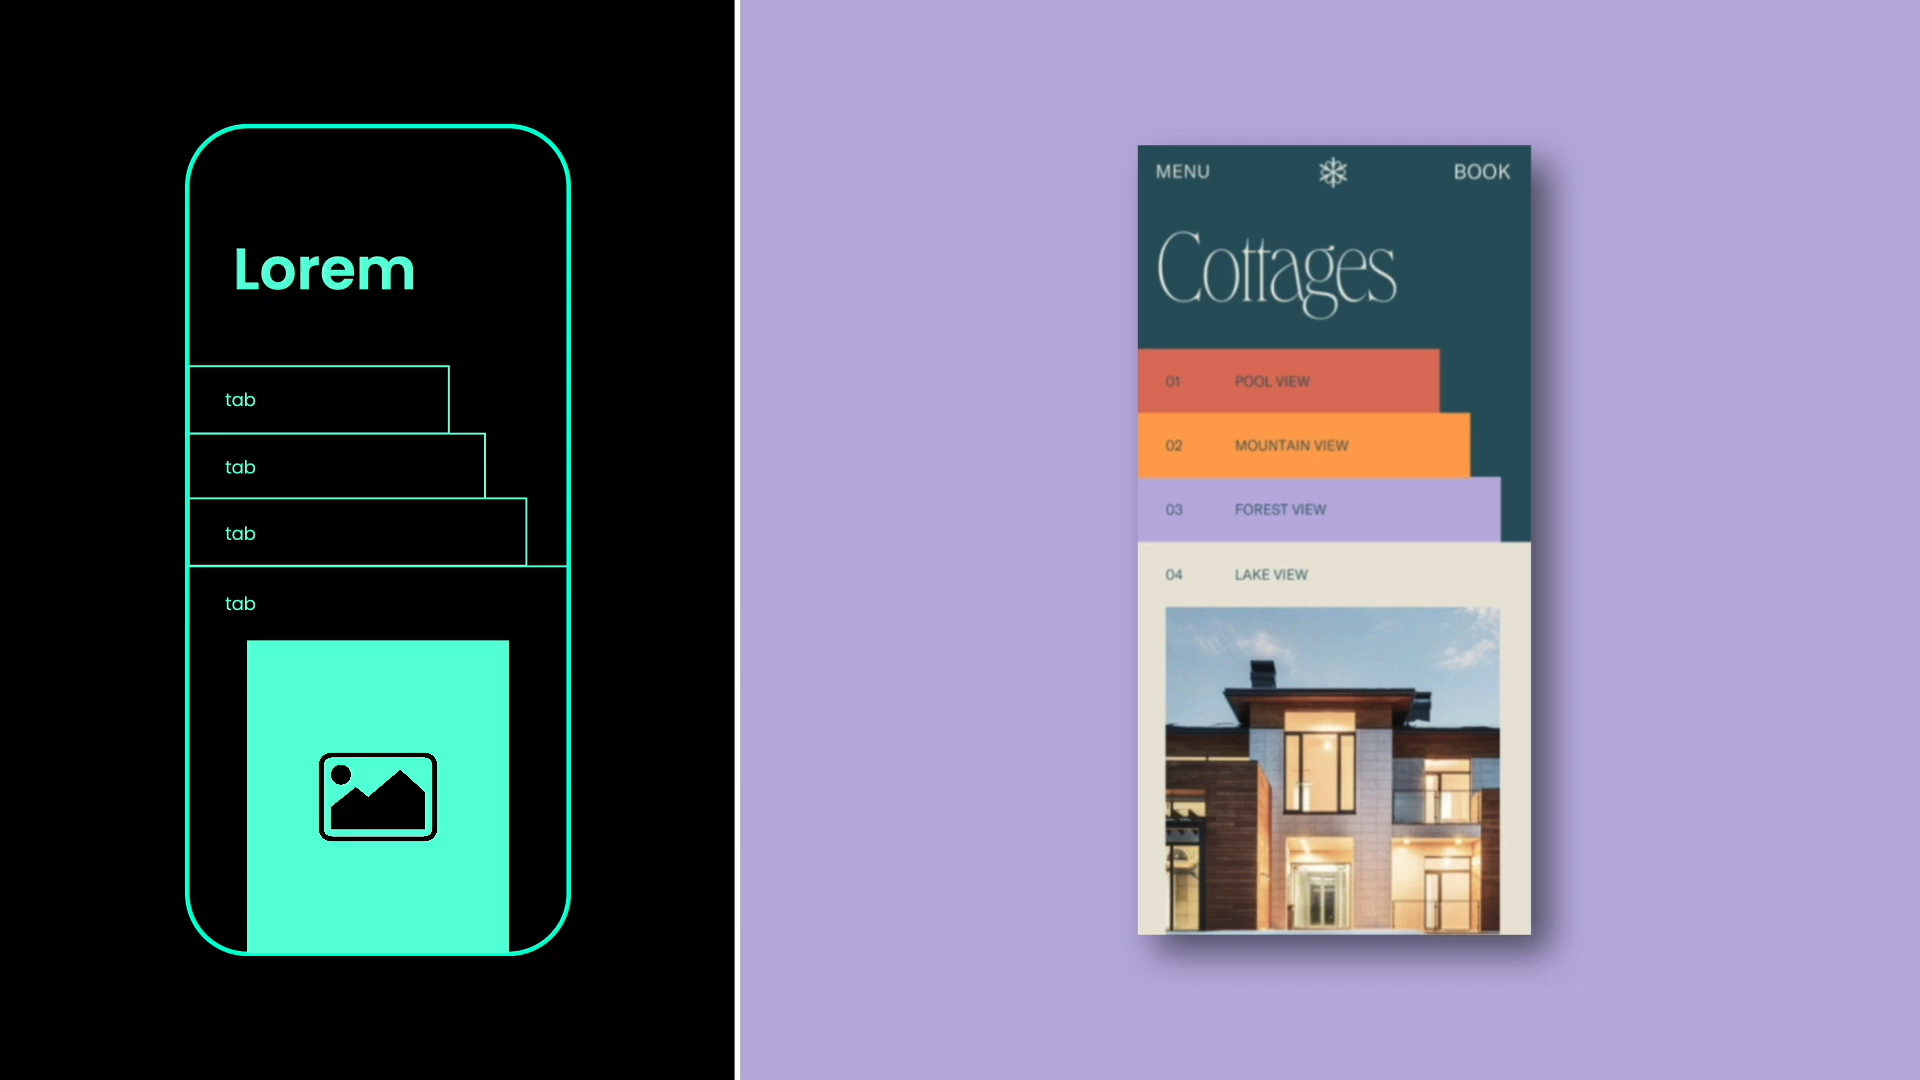 Lorem
tab
tab
tab
tab
MENU
BOOK
Cottages
01 POOL VIEW
02 MOUNTAIN VIEW
03 FOREST VIEW
04 LAKE VIEW